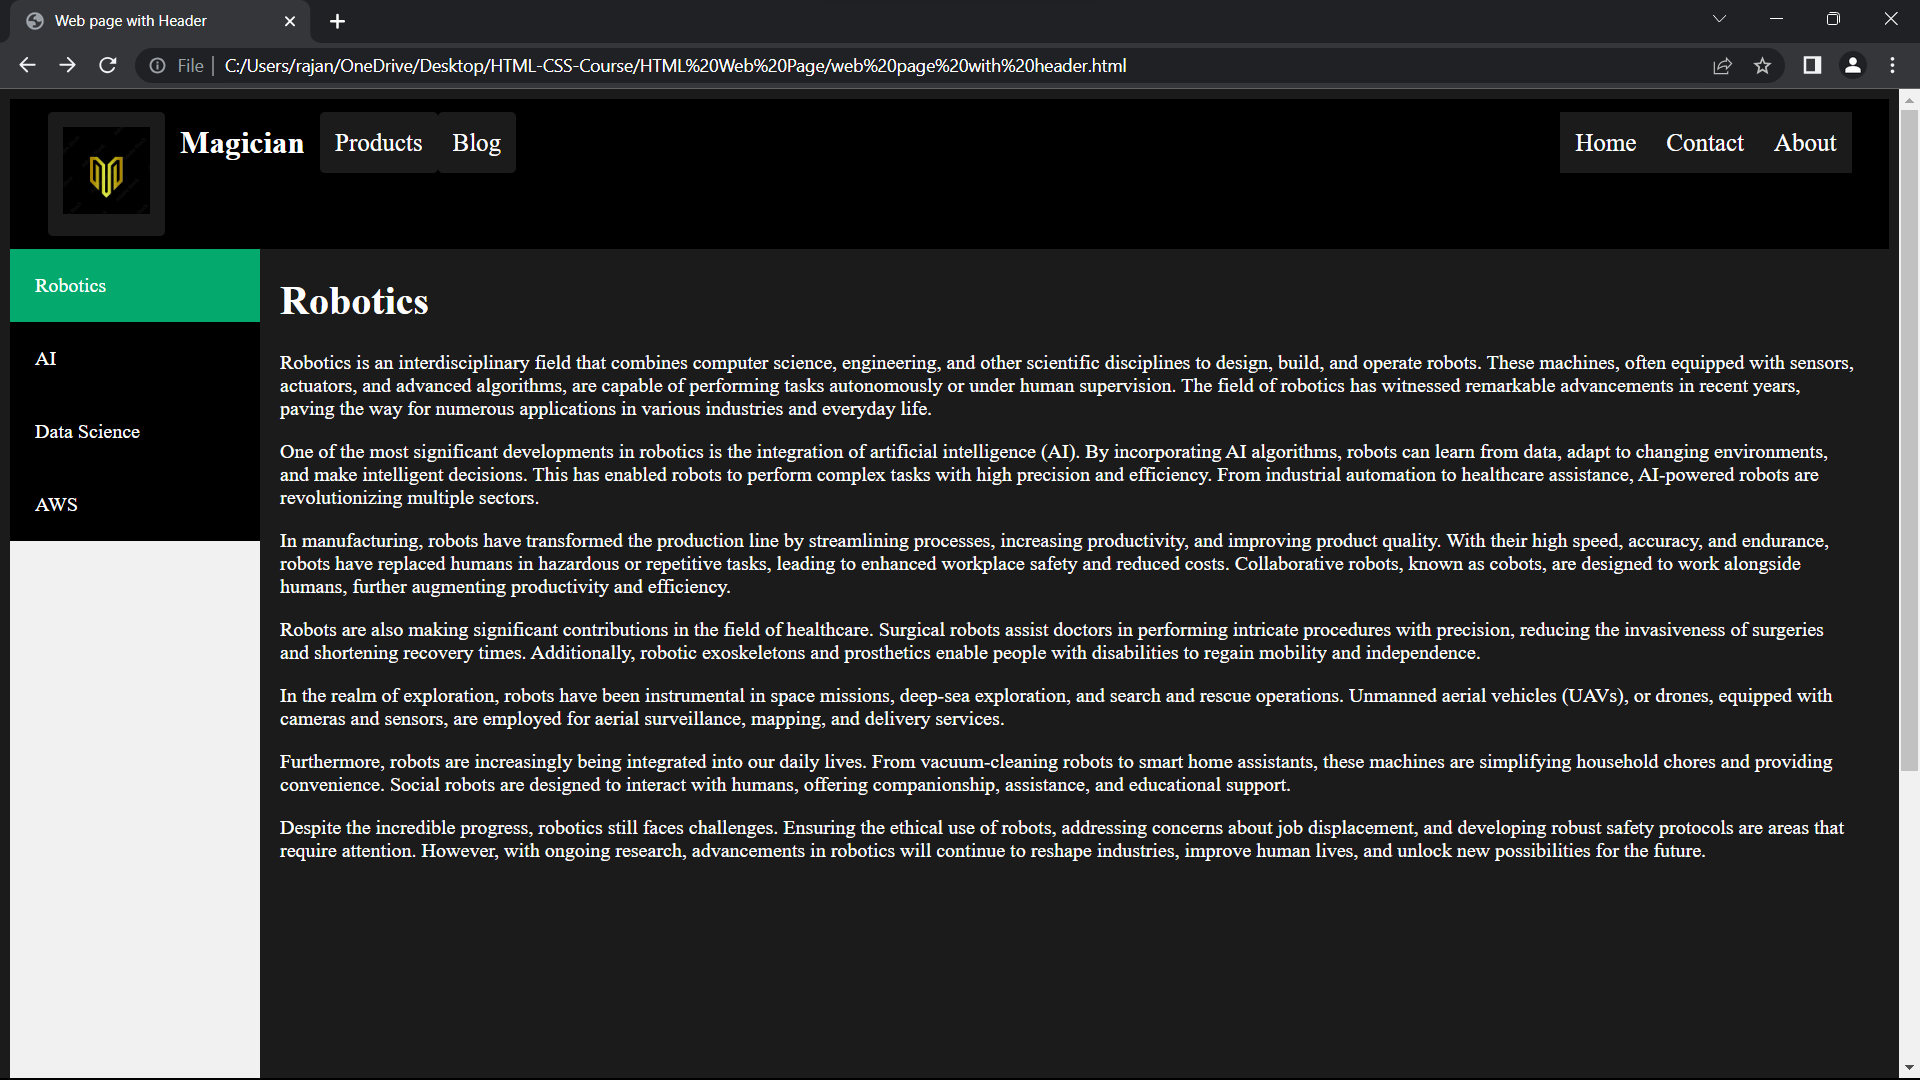 Web page with Header
File
C:/Users/rajan/OneDrive/Desktop/HTML-CSS-Course/HTML%20Web%20Page/web%20page%20with%20header.html
Magician Products Blog Home Contact About
Robotics
AI
Data Science
AWS
Robotics
Robotics is an interdisciplinary field that combines computer science, engineering, and other scientific disciplines to design, build, and operate robots. These machines, often equipped with sensors,
actuators, and advanced algorithms, are capable of performing tasks autonomously or under human supervision. The field of robotics has witnessed remarkable advancements in recent years,
paving the way for numerous applications in various industries and everyday life.
One of the most significant developments in robotics is the integration of artificial intelligence (AI). By incorporating AI algorithms, robots can learn from data, adapt to changing environments,
and make intelligent decisions. This has enabled robots to perform complex tasks with high precision and efficiency. From industrial automation to healthcare assistance, AI-powered robots are
revolutionizing multiple sectors.
In manufacturing, robots have transformed the production line by streamlining processes, increasing productivity, and improving product quality. With their high speed, accuracy, and endurance,
robots have replaced humans in hazardous or repetitive tasks, leading to enhanced workplace safety and reduced costs. Collaborative robots, known as cobots, are designed to work alongside
humans, further augmenting productivity and efficiency.
Robots are also making significant contributions in the field of healthcare. Surgical robots assist doctors in performing intricate procedures with precision, reducing the invasiveness of surgeries
and shortening recovery times. Additionally, robotic exoskeletons and prosthetics enable people with disabilities to regain mobility and independence.
In the realm of exploration, robots have been instrumental in space missions, deep-sea exploration, and search and rescue operations. Unmanned aerial vehicles (UAVs), or drones, equipped with
cameras and sensors, are employed for aerial surveillance, mapping, and delivery services.
Furthermore, robots are increasingly being integrated into our daily lives. From vacuum-cleaning robots to smart home assistants, these machines are simplifying household chores and providing
convenience. Social robots are designed to interact with humans, offering companionship, assistance, and educational support.
Despite the incredible progress, robotics still faces challenges. Ensuring the ethical use of robots, addressing concerns about job displacement, and developing robust safety protocols are areas that
require attention. However, with ongoing research, advancements in robotics will continue to reshape industries, improve human lives, and unlock new possibilities for the future.